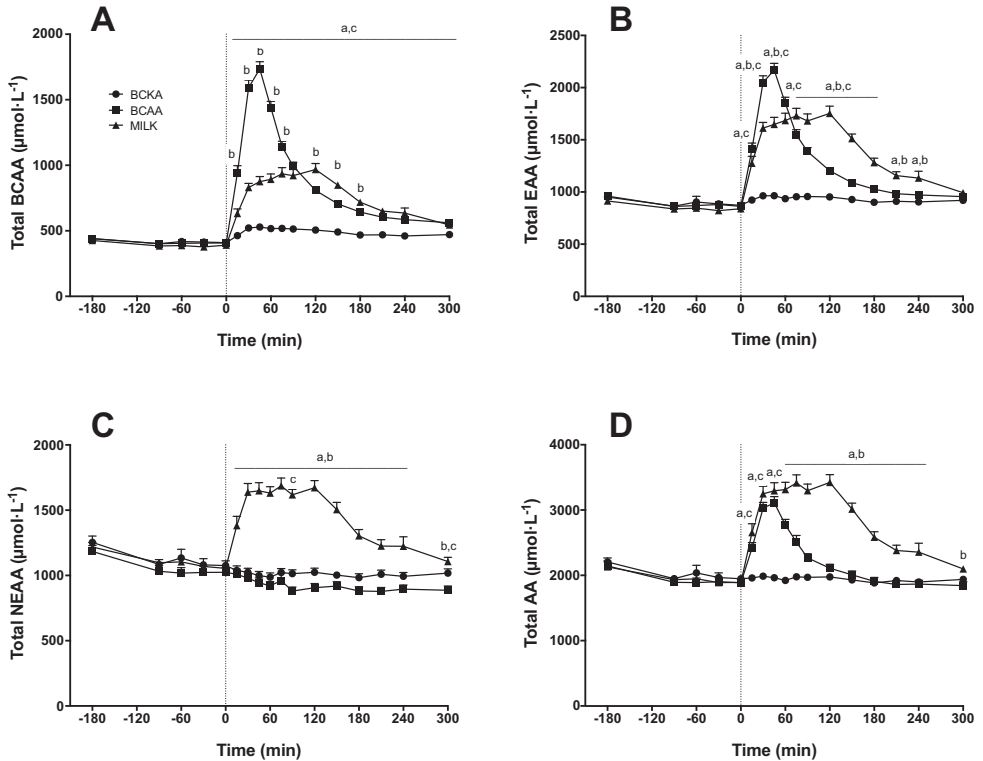 A
Total BCAA (µmol·L-1)
2000
1500
1000
500
0
a,c
b
b
b
b
b
b
b
b
b
BCKA
BCAA
MILK
-180 -120 -60 0 60 120 180 240 300
Time (min)
B
Total EAA (µmol·L-1)
2500
2000
1500
1000
500
0
a,b,c
a,b,c
a,c
a,b,c
a,c
a,b a,b
-180 -120 -60 0 60 120 180 240 300
Time (min)
C
Total NEAA (µmol·L-1)
2000
1500
1000
500
0
a,b
c
b,c
-180 -120 -60 0 60 120 180 240 300
Time (min)
D
Total AA (µmol·L-1)
4000
3000
2000
1000
0
a,b
a,c
a,c
a,c
b
-180 -120 -60 0 60 120 180 240 300
Time (min)